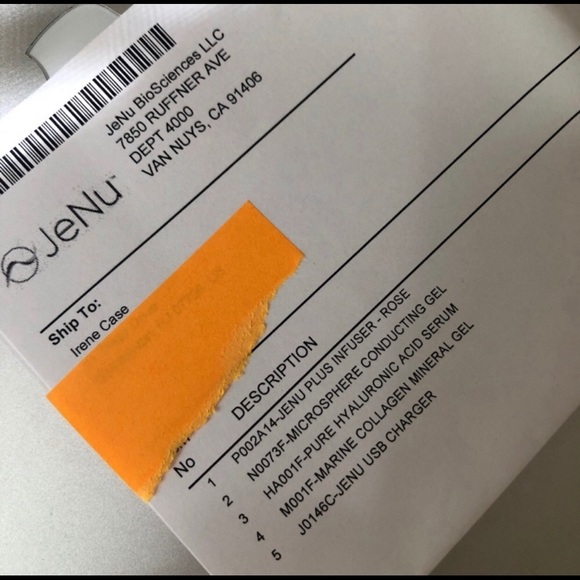 JeNu BioSciences LLC
7850 RUFFNER AVE
DEPT 4000
VAN NUYS, CA 91406
JeNu™
Ship To:
Irene Case
No DESCRIPTION
1 P002A14-JENU PLUS INFUSER - ROSE
2 N0073F-MICROSPHERE CONDUCTING GEL
3 HA001F-PURE HYALURONIC ACID SERUM
4 M001F-MARINE COLLAGEN MINERAL GEL
5 J0146C-JENU USB CHARGER